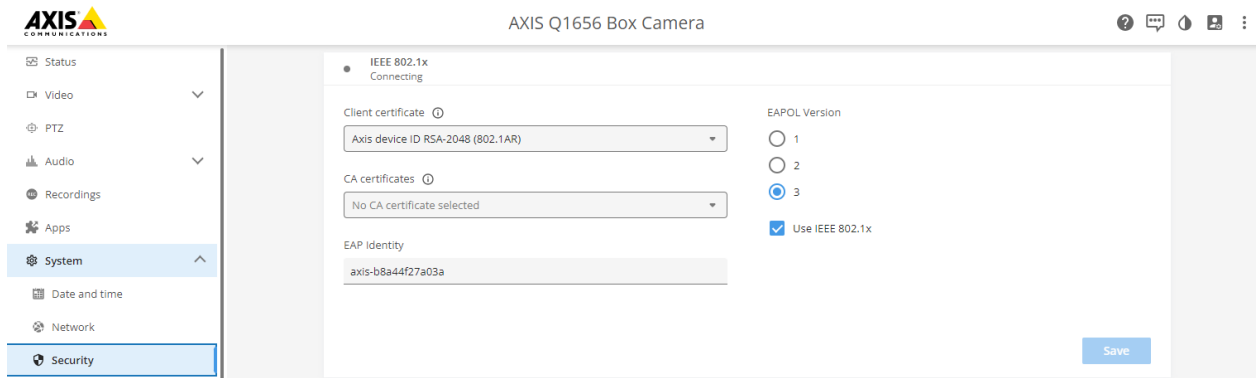 AXIS
COMMUNICATIONS
AXIS Q1656 Box Camera
Status
Video
PTZ
Audio
Recordings
Apps
System
Date and time
Network
Security
IEEE 802.1x
Connecting
Client certificate
Axis device ID RSA-2048 (802.1AR)
CA certificates
No CA certificate selected
EAP Identity
axis-b8a44f27a03a
EAPOL Version
1
2
3
Use IEEE 802.1x
Save